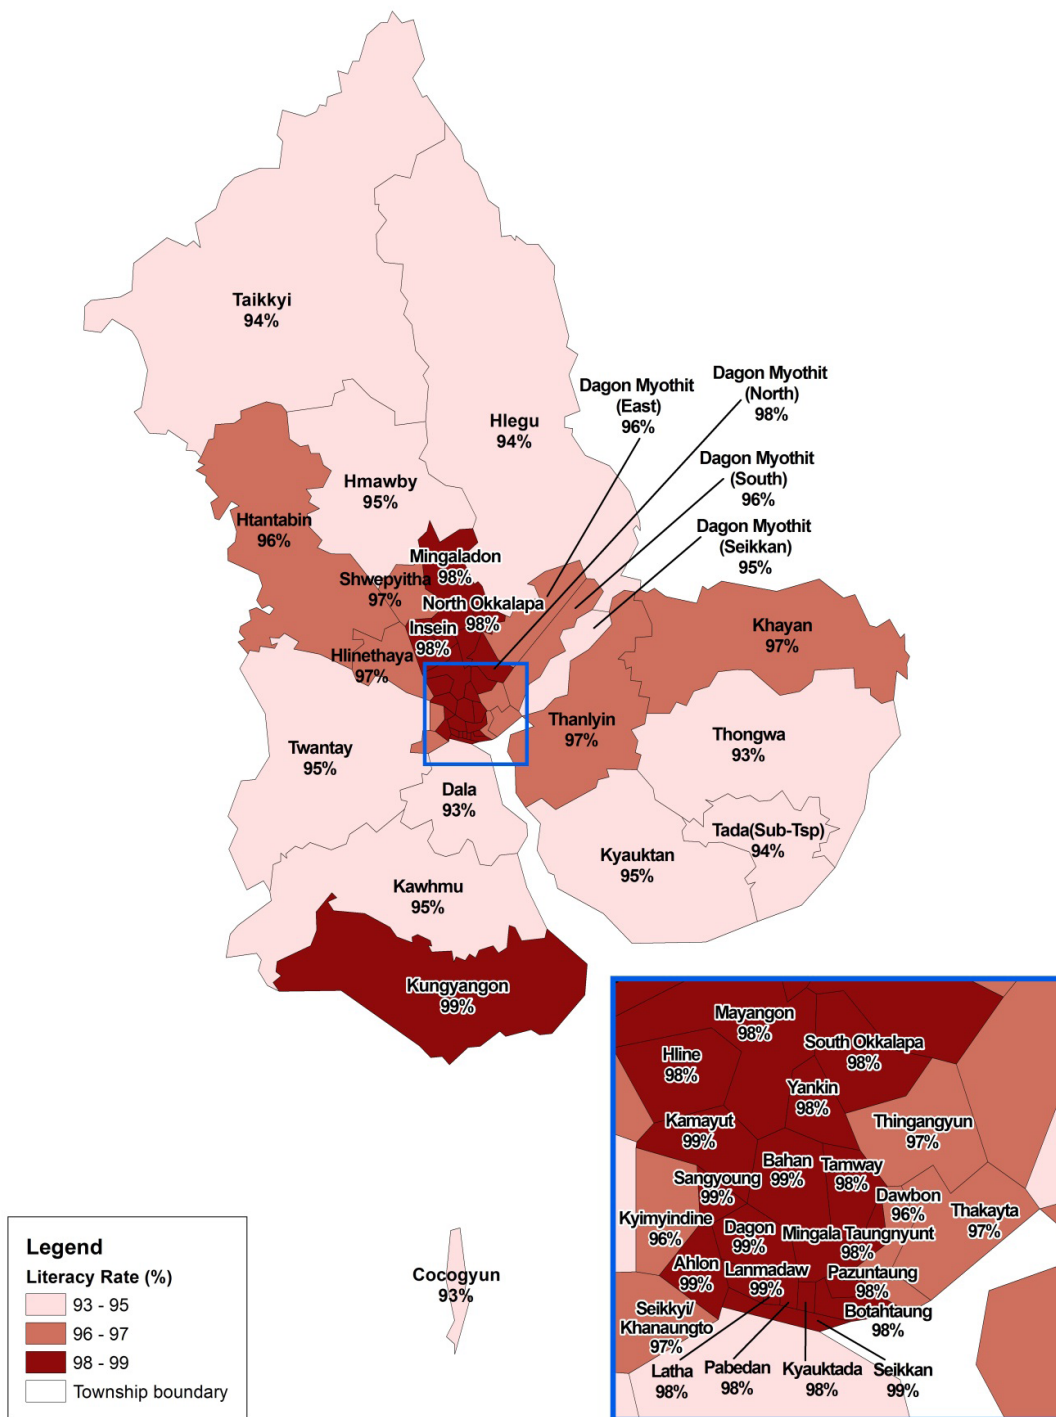 Taikkyi
94%
Hlegu
94%
Dagon Myothit
(East)
96%
Dagon Myothit
(North)
98%
Dagon Myothit
(South)
96%
Dagon Myothit
(Seikkan)
95%
Hmawby
95%
Htantabin
96%
Mingaladon
98%
Shwepyitha
97%
North Okkalapa
98%
Insein
98%
Hlinethaya
97%
Khayan
97%
Thanlyin
97%
Thongwa
93%
Twantay
95%
Dala
93%
Tada(Sub-Tsp)
94%
Kyauktan
95%
Kawhmu
95%
Kungyangon
99%
Cocogyun
93%
Mayangon
98%
South Okkalapa
98%
Hline
98%
Yankin
98%
Kamayut
99%
Thingangyun
97%
Bahan
99%
Tamway
98%
Sangyoung
99%
Dawbon
96%
Thakayta
97%
Kyimyindine
96%
Dagon
99%
Mingala Taungnyunt
98%
Ahlon
99%
Lanmadaw
99%
Pazuntaung
98%
Seikkyi/
Khanaungto
97%
Botahtaung
98%
Latha
98%
Pabedan
98%
Kyauktada
98%
Seikkan
99%
Legend
Literacy Rate (%)
93 - 95
96 - 97
98 - 99
Township boundary